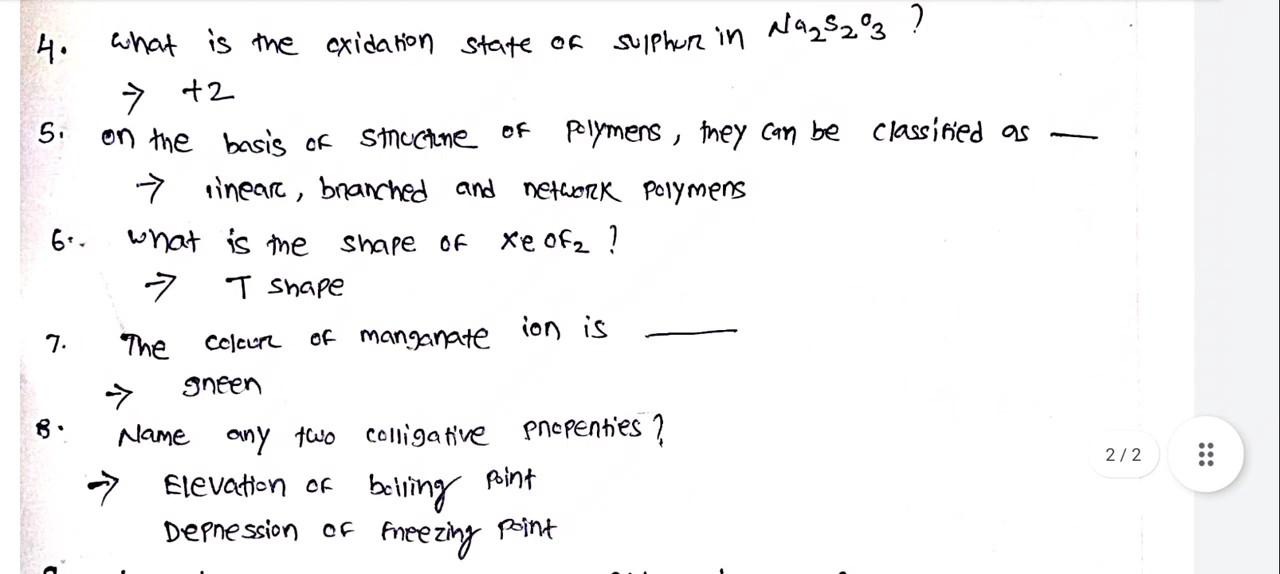 4. What is the oxidation state of sulphur in Na2S2O3 ?
→ +2
5. on the basis of structure of Polymers, they can be classified as —
→ linear, branched and network polymers
6. What is the shape of XeOF2 ?
→ T shape
7. The colour of manganate ion is ———
→ green
8. Name any two colligative properties ?
→ Elevation of boiling point
Depression of freezing point
2 / 2